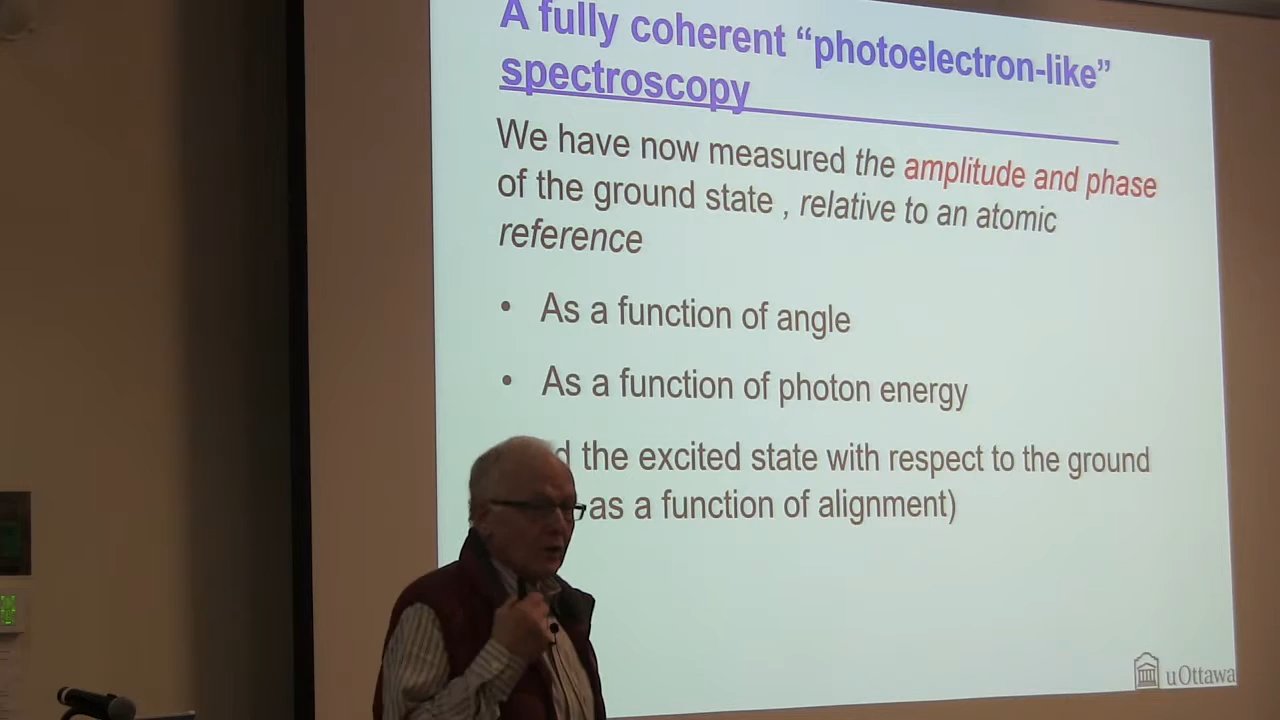 A fully coherent “photoelectron-like”
spectroscopy
We have now measured the amplitude and phase
of the ground state , relative to an atomic
reference
• As a function of angle
• As a function of photon energy
the excited state with respect to the ground
as a function of alignment)
uOttawa